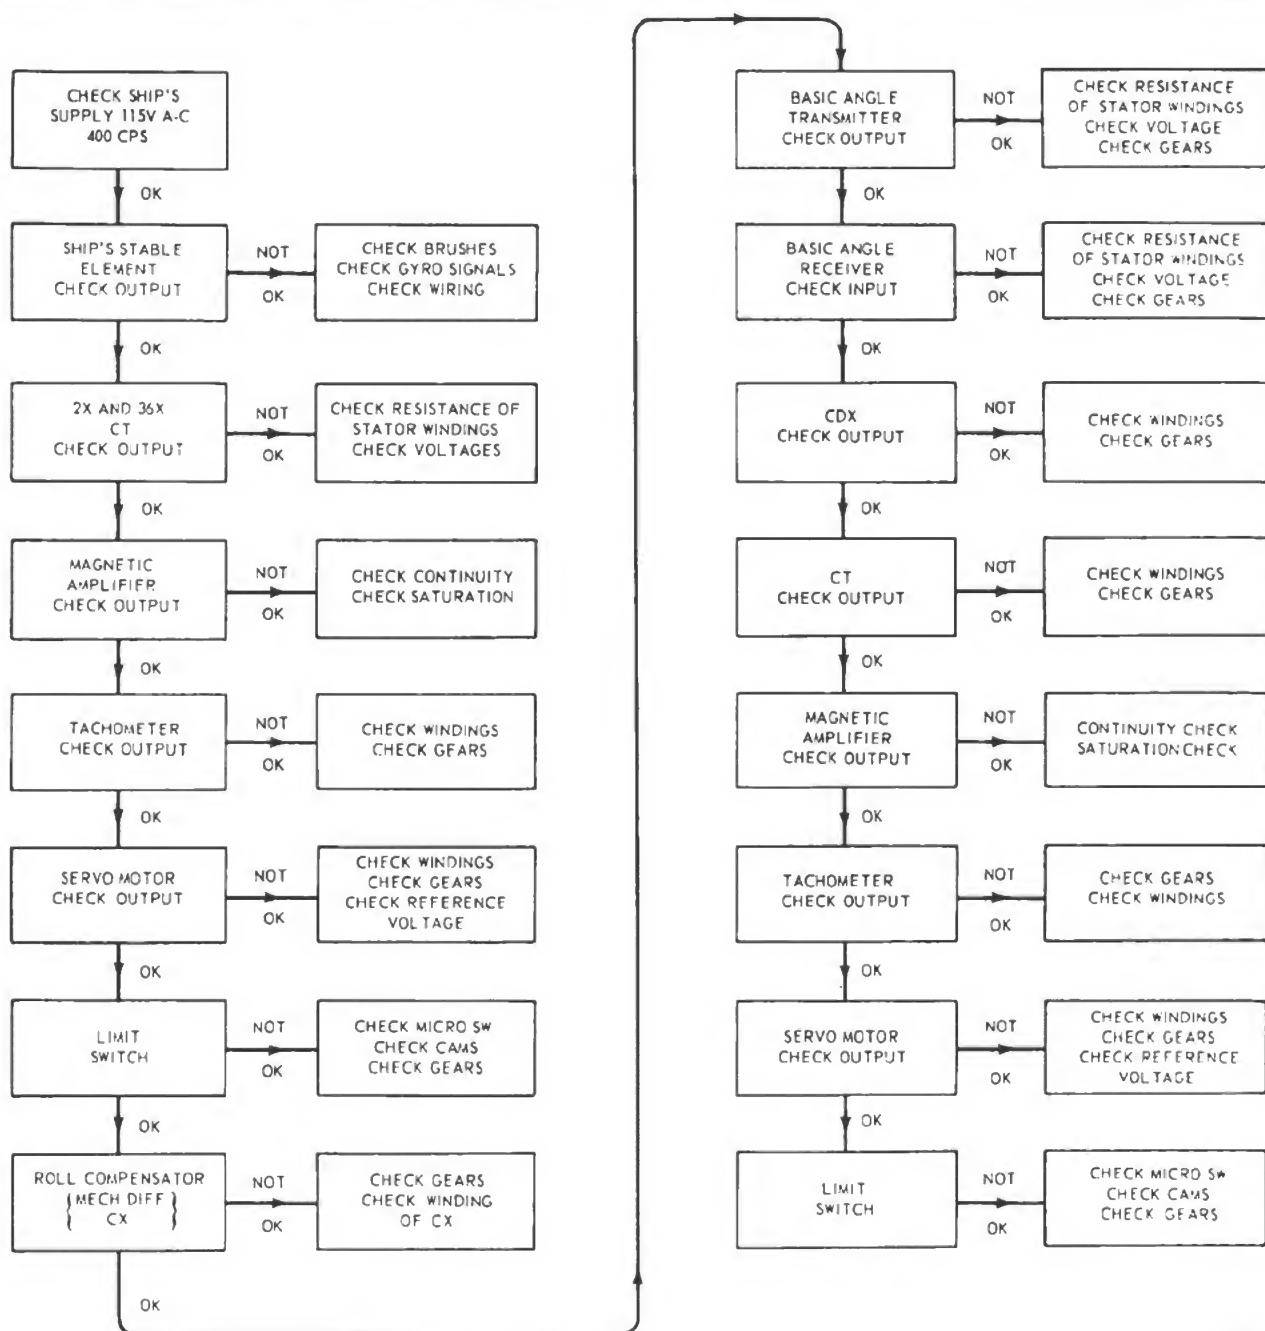 CHECK SHIP'S
SUPPLY 115V A-C
400 CPS
OK
SHIP'S STABLE
ELEMENT
CHECK OUTPUT
NOT
OK
CHECK BRUSHES
CHECK GYRO SIGNALS
CHECK WIRING
OK
2X AND 36X
CT
CHECK OUTPUT
NOT
OK
CHECK RESISTANCE OF
STATOR WINDINGS
CHECK VOLTAGES
OK
MAGNETIC
AMPLIFIER
CHECK OUTPUT
NOT
OK
CHECK CONTINUITY
CHECK SATURATION
OK
TACHOMETER
CHECK OUTPUT
NOT
OK
CHECK WINDINGS
CHECK GEARS
OK
SERVO MOTOR
CHECK OUTPUT
NOT
OK
CHECK WINDINGS
CHECK GEARS
CHECK REFERENCE
VOLTAGE
OK
LIMIT
SWITCH
NOT
OK
CHECK MICRO SW
CHECK CAMS
CHECK GEARS
OK
ROLL COMPENSATOR
{MECH DIFF
CX}
NOT
OK
CHECK GEARS
CHECK WINDING
OF CX
OK
BASIC ANGLE
TRANSMITTER
CHECK OUTPUT
NOT
OK
CHECK RESISTANCE
OF STATOR WINDINGS
CHECK VOLTAGE
CHECK GEARS
OK
BASIC ANGLE
RECEIVER
CHECK INPUT
NOT
OK
CHECK RESISTANCE
OF STATOR WINDINGS
CHECK VOLTAGE
CHECK GEARS
OK
CDX
CHECK OUTPUT
NOT
OK
CHECK WINDINGS
CHECK GEARS
OK
CT
CHECK OUTPUT
NOT
OK
CHECK WINDINGS
CHECK GEARS
OK
MAGNETIC
AMPLIFIER
CHECK OUTPUT
NOT
OK
CONTINUITY CHECK
SATURATION CHECK
OK
TACHOMETER
CHECK OUTPUT
NOT
OK
CHECK GEARS
CHECK WINDINGS
OK
SERVO MOTOR
CHECK OUTPUT
NOT
OK
CHECK WINDINGS
CHECK GEARS
CHECK REFERENCE
VOLTAGE
OK
LIMIT
SWITCH
NOT
OK
CHECK MICRO SW
CHECK CAMS
CHECK GEARS